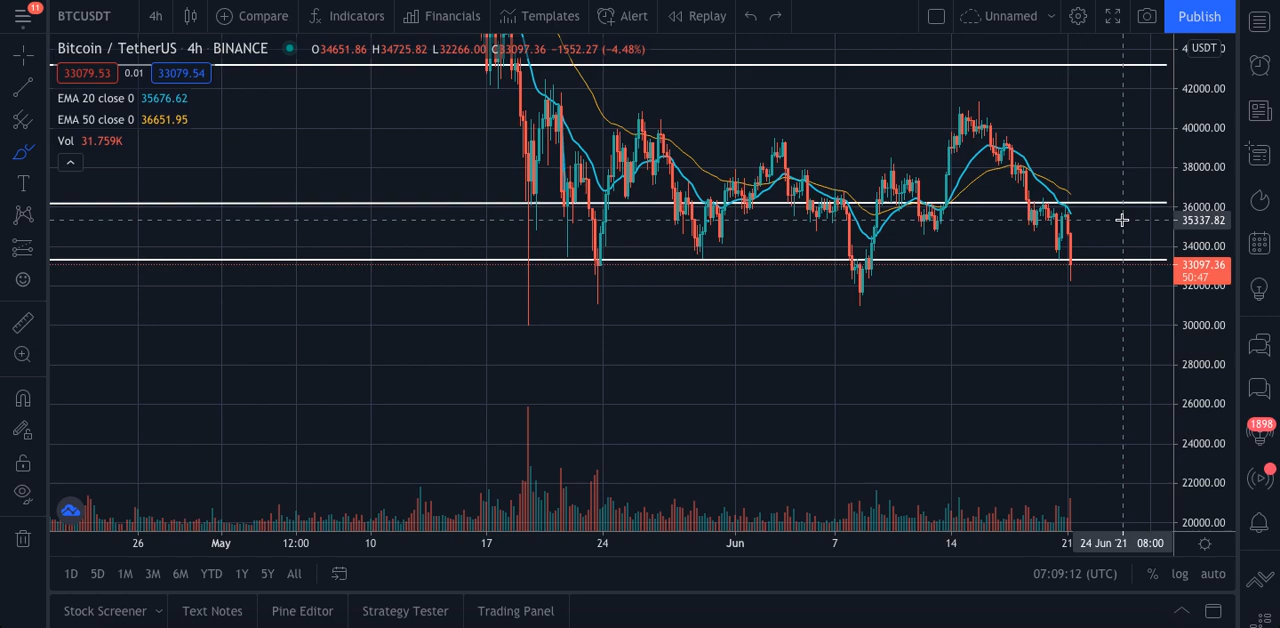 11
BTCUSDT 4h Compare Indicators Financials Templates Alert Replay Unnamed Publish
Bitcoin / TetherUS · 4h · BINANCE O34651.86 H34725.82 L32266.00 C33097.36 −1552.27 (−4.48%)
USDT
33079.53 0.01 33079.54
EMA 20 close 0 35676.62
EMA 50 close 0 36651.95
Vol 31.759K
42000.00
40000.00
38000.00
36000.00
35337.82
34000.00
33097.36
50:47
32000.00
30000.00
28000.00
26000.00
24000.00
22000.00
20000.00
1898
26 May 12:00 10 17 24 Jun 7 14 21 24 Jun '21 08:00
1D 5D 1M 3M 6M YTD 1Y 5Y All 07:09:12 (UTC) % log auto
Stock Screener Text Notes Pine Editor Strategy Tester Trading Panel